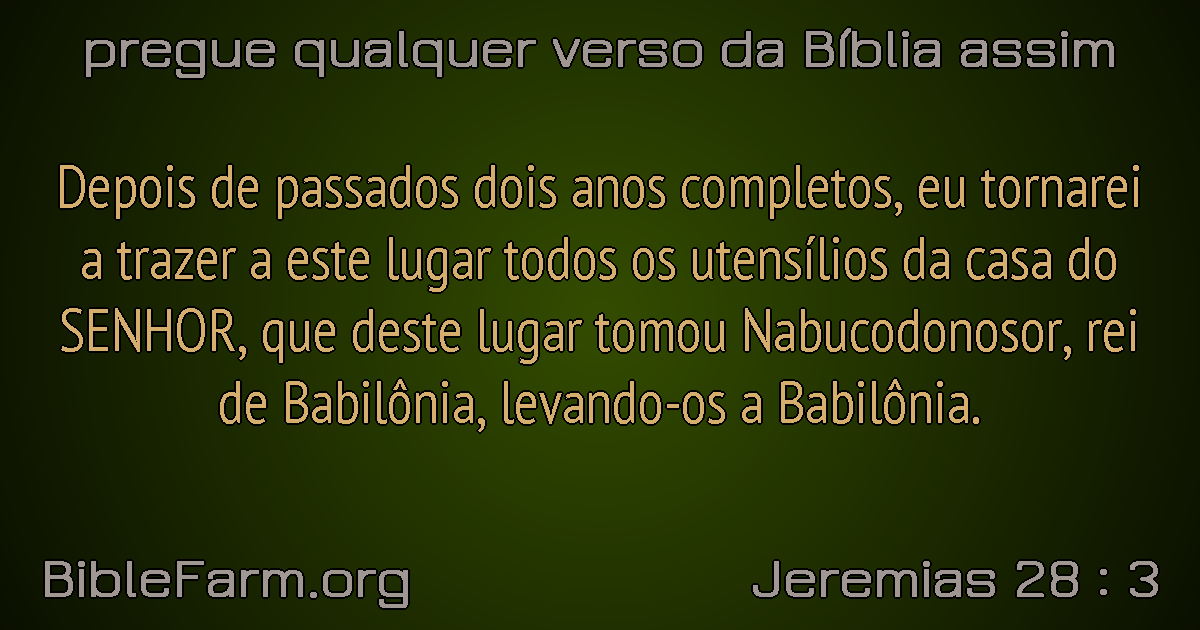 pregue qualquer verso da Bíblia assim
Depois de passados dois anos completos, eu tornarei
a trazer a este lugar todos os utensílios da casa do
SENHOR, que deste lugar tomou Nabucodonosor, rei
de Babilônia, levando-os a Babilônia.
BibleFarm.org
Jeremias 28 : 3